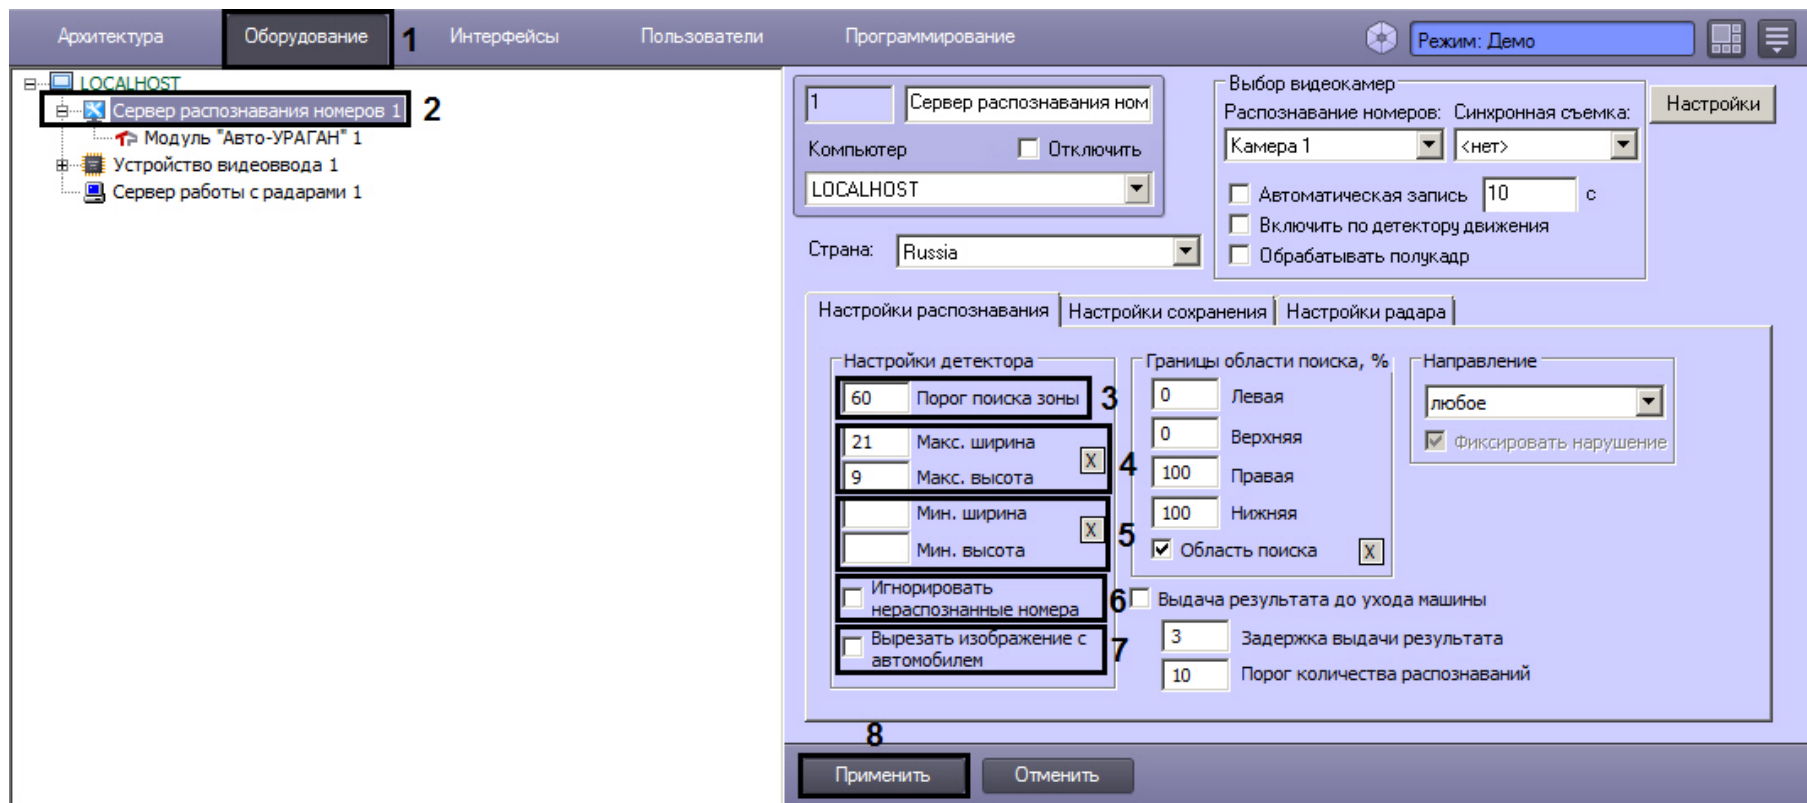 Архитектура Оборудование 1 Интерфейсы Пользователи Программирование Режим: Демо
LOCALHOST
Сервер распознавания номеров 1 2
Модуль "Авто-УРАГАН" 1
Устройство видеоввода 1
Сервер работы с радарами 1
1 Сервер распознавания ном
Компьютер Отключить
LOCALHOST
Страна: Russia
Выбор видеокамер
Распознавание номеров: Синхронная съемка:
Камера 1 <нет>
Автоматическая запись 10 с
Включить по детектору движения
Обрабатывать полукадр
Настройки
Настройки распознавания Настройки сохранения Настройки радара
Настройки детектора
60 Порог поиска зоны 3
21 Макс. ширина
9 Макс. высота
X 4
Мин. ширина
Мин. высота
X 5
Игнорировать
нераспознанные номера 6
Вырезать изображение с
автомобилем 7
Границы области поиска, %
0 Левая
0 Верхняя
100 Правая
100 Нижняя
Область поиска X
Направление
любое
Фиксировать нарушение
Выдача результата до ухода машины
3 Задержка выдачи результата
10 Порог количества распознаваний
8
Применить Отменить